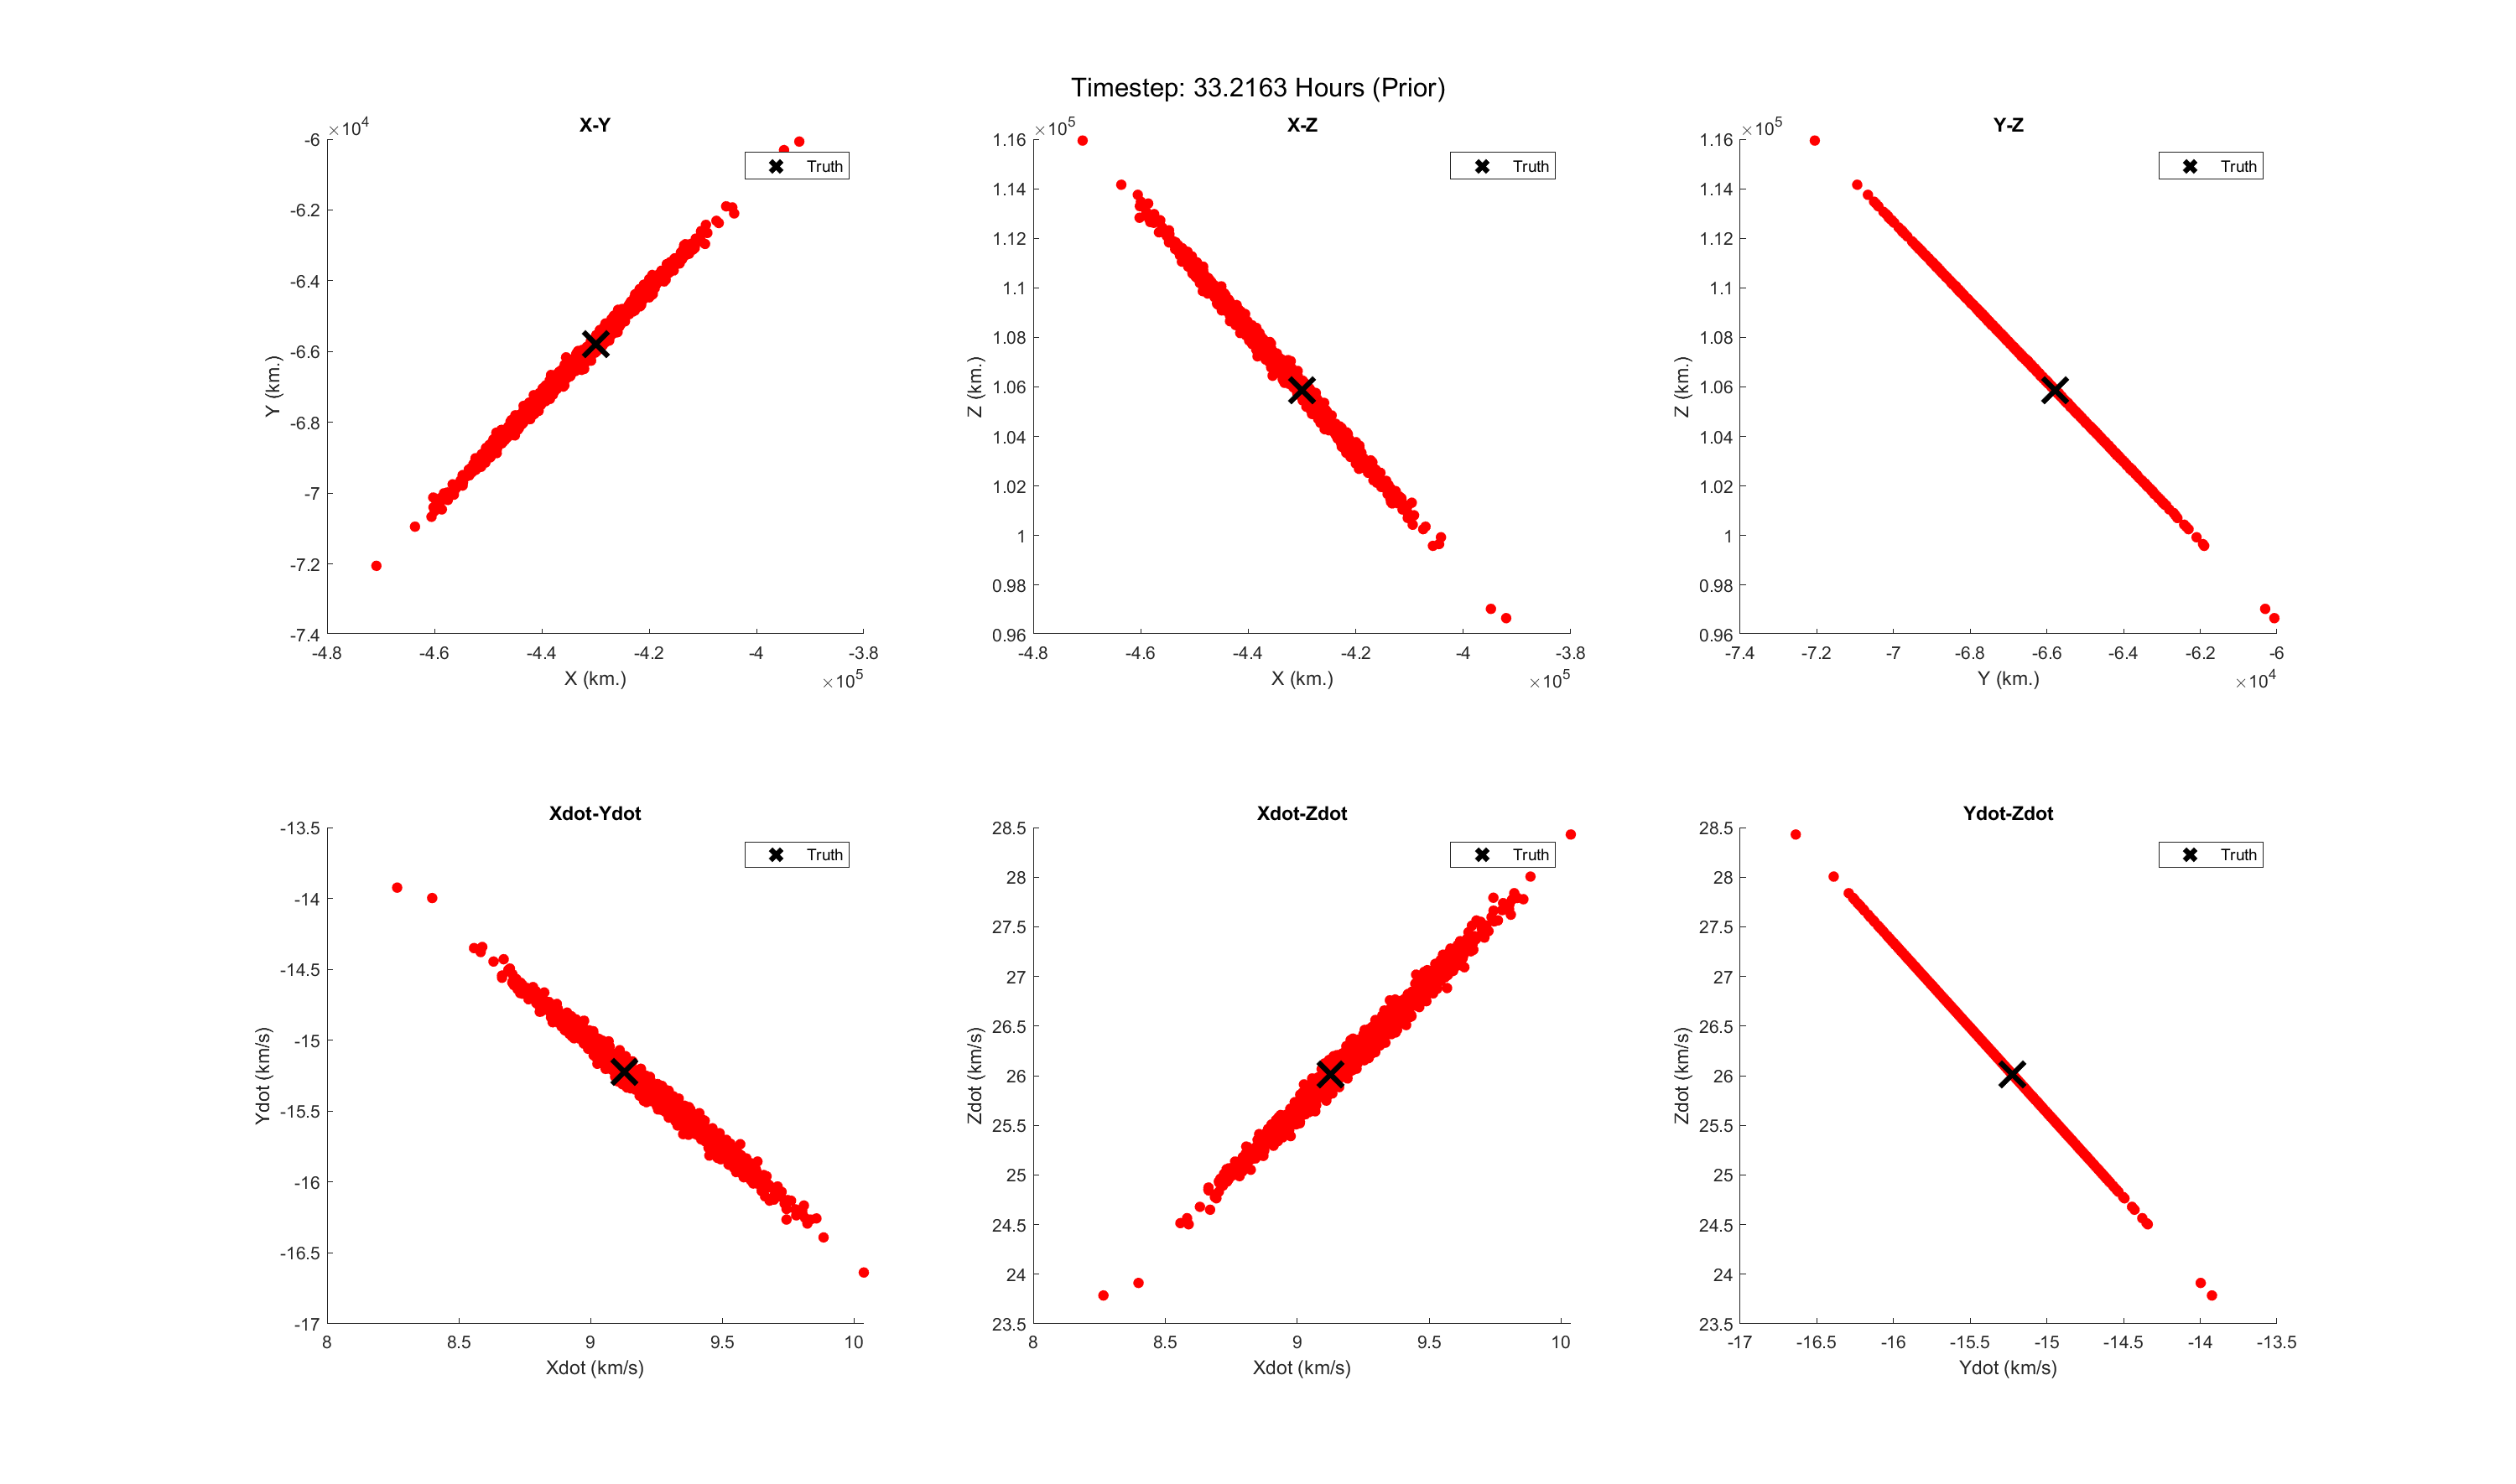 Timestep: 33.2163 Hours (Prior)
X-Y
×10^4
-6
-6.2
-6.4
-6.6
-6.8
-7
-7.2
-7.4
Y (km.)
Truth
-4.8 -4.6 -4.4 -4.2 -4 -3.8
X (km.)
×10^5
X-Z
×10^5
1.16
1.14
1.12
1.1
1.08
1.06
1.04
1.02
1
0.98
0.96
Z (km.)
Truth
-4.8 -4.6 -4.4 -4.2 -4 -3.8
X (km.)
×10^5
Y-Z
×10^5
1.16
1.14
1.12
1.1
1.08
1.06
1.04
1.02
1
0.98
0.96
Z (km.)
Truth
-7.4 -7.2 -7 -6.8 -6.6 -6.4 -6.2 -6
Y (km.)
×10^4
Xdot-Ydot
-13.5
-14
-14.5
-15
-15.5
-16
-16.5
-17
Ydot (km/s)
Truth
8 8.5 9 9.5 10
Xdot (km/s)
Xdot-Zdot
28.5
28
27.5
27
26.5
26
25.5
25
24.5
24
23.5
Zdot (km/s)
Truth
8 8.5 9 9.5 10
Xdot (km/s)
Ydot-Zdot
28.5
28
27.5
27
26.5
26
25.5
25
24.5
24
23.5
Zdot (km/s)
Truth
-17 -16.5 -16 -15.5 -15 -14.5 -14 -13.5
Ydot (km/s)